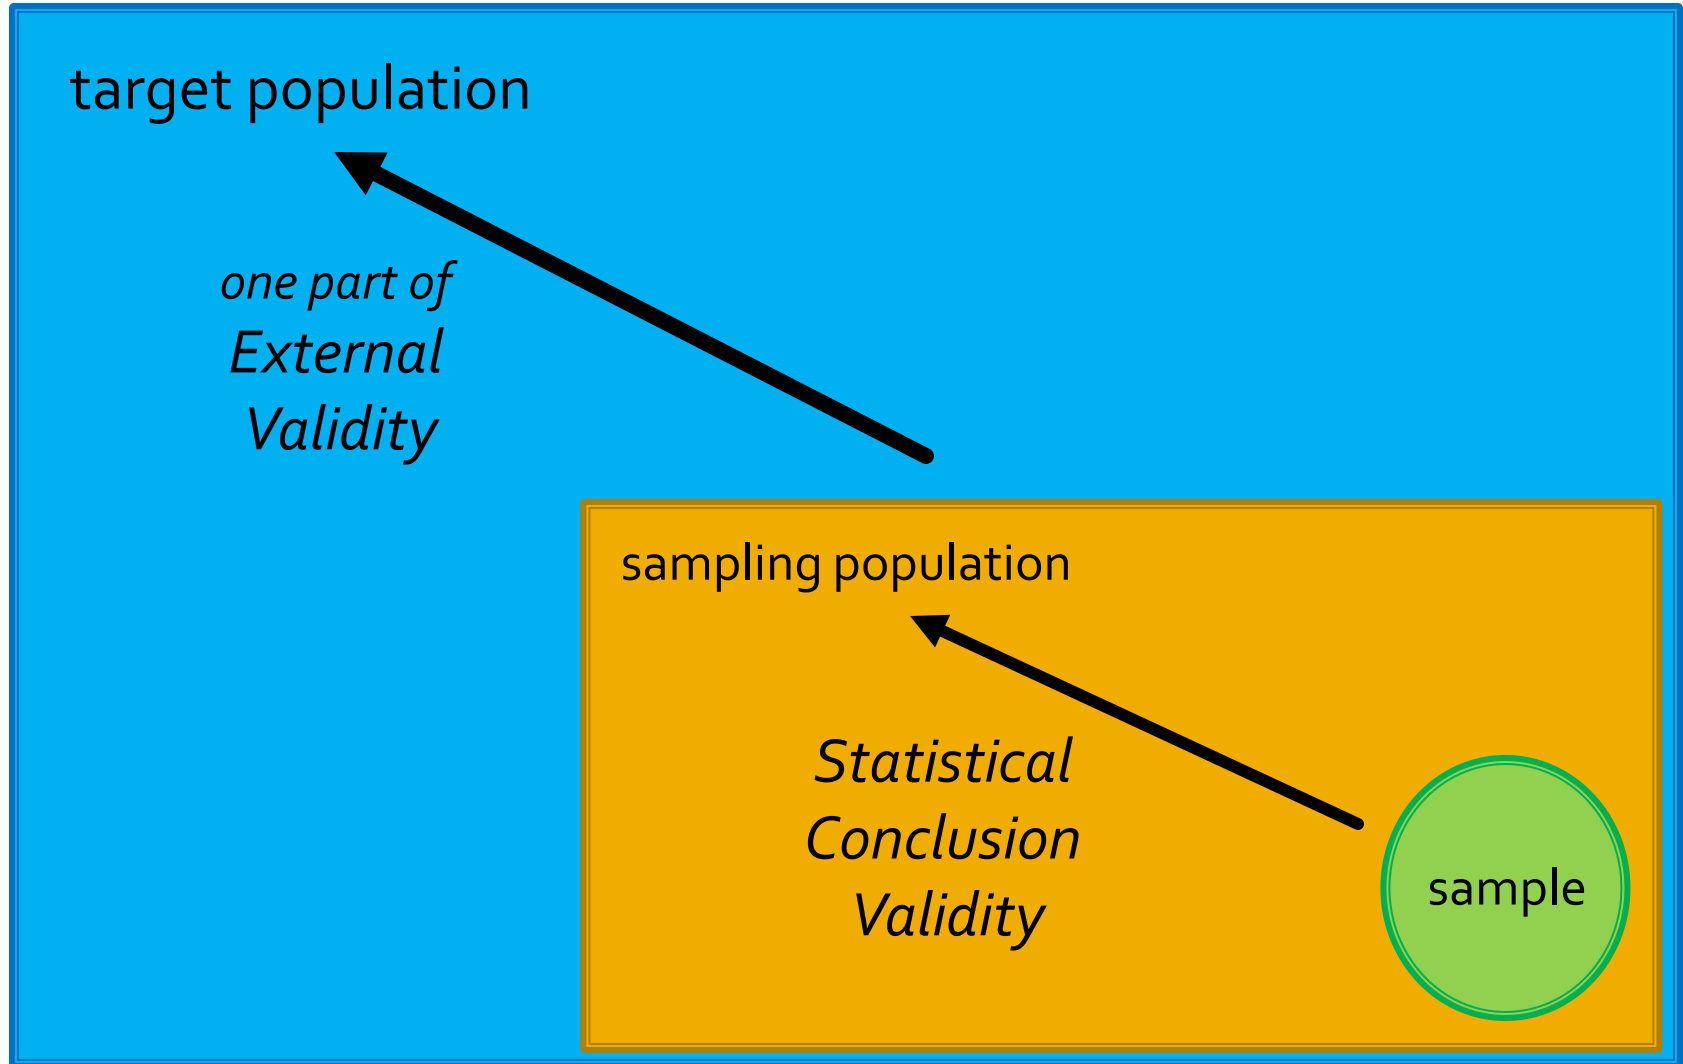 target population
one part of
External
Validity
sampling population
Statistical
Conclusion
Validity
sample